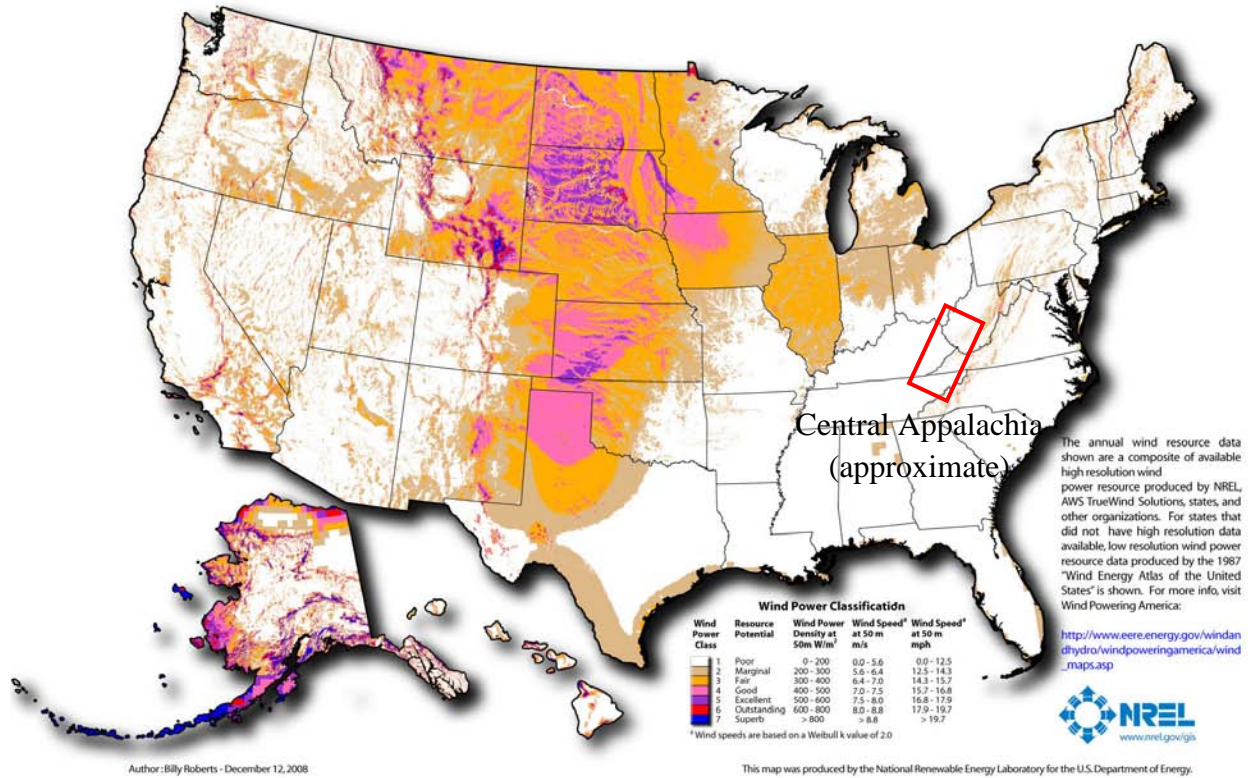 Central Appalachia
(approximate)
The annual wind resource data
shown are a composite of available
high resolution wind
power resource produced by NREL,
AWS TrueWind Solutions, states, and
other organizations. For states that
did not have high resolution data
available, low resolution wind power
resource data produced by the 1987
"Wind Energy Atlas of the United
States" is shown. For more info, visit
Wind Powering America:
http://www.eere.energy.gov/windan
dhydro/windpoweringamerica/wind
_maps.asp
Wind Power Classification
Wind Resource Wind Power Wind Speedᵃ Wind Speedᵃ
Power Potential Density at at 50 m at 50 m
Class 50m W/m² m/s mph
1 Poor 0 - 200 0.0 - 5.6 0.0 - 12.5
2 Marginal 200 - 300 5.6 - 6.4 12.5 - 14.3
3 Fair 300 - 400 6.4 - 7.0 14.3 - 15.7
4 Good 400 - 500 7.0 - 7.5 15.7 - 16.8
5 Excellent 500 - 600 7.5 - 8.0 16.8 - 17.9
6 Outstanding 600 - 800 8.0 - 8.8 17.9 - 19.7
7 Superb > 800 > 8.8 > 19.7
ᵃ Wind speeds are based on a Weibull k value of 2.0
NREL
www.nrel.gov/gis
Author : Billy Roberts - December 12, 2008
This map was produced by the National Renewable Energy Laboratory for the U.S. Department of Energy.